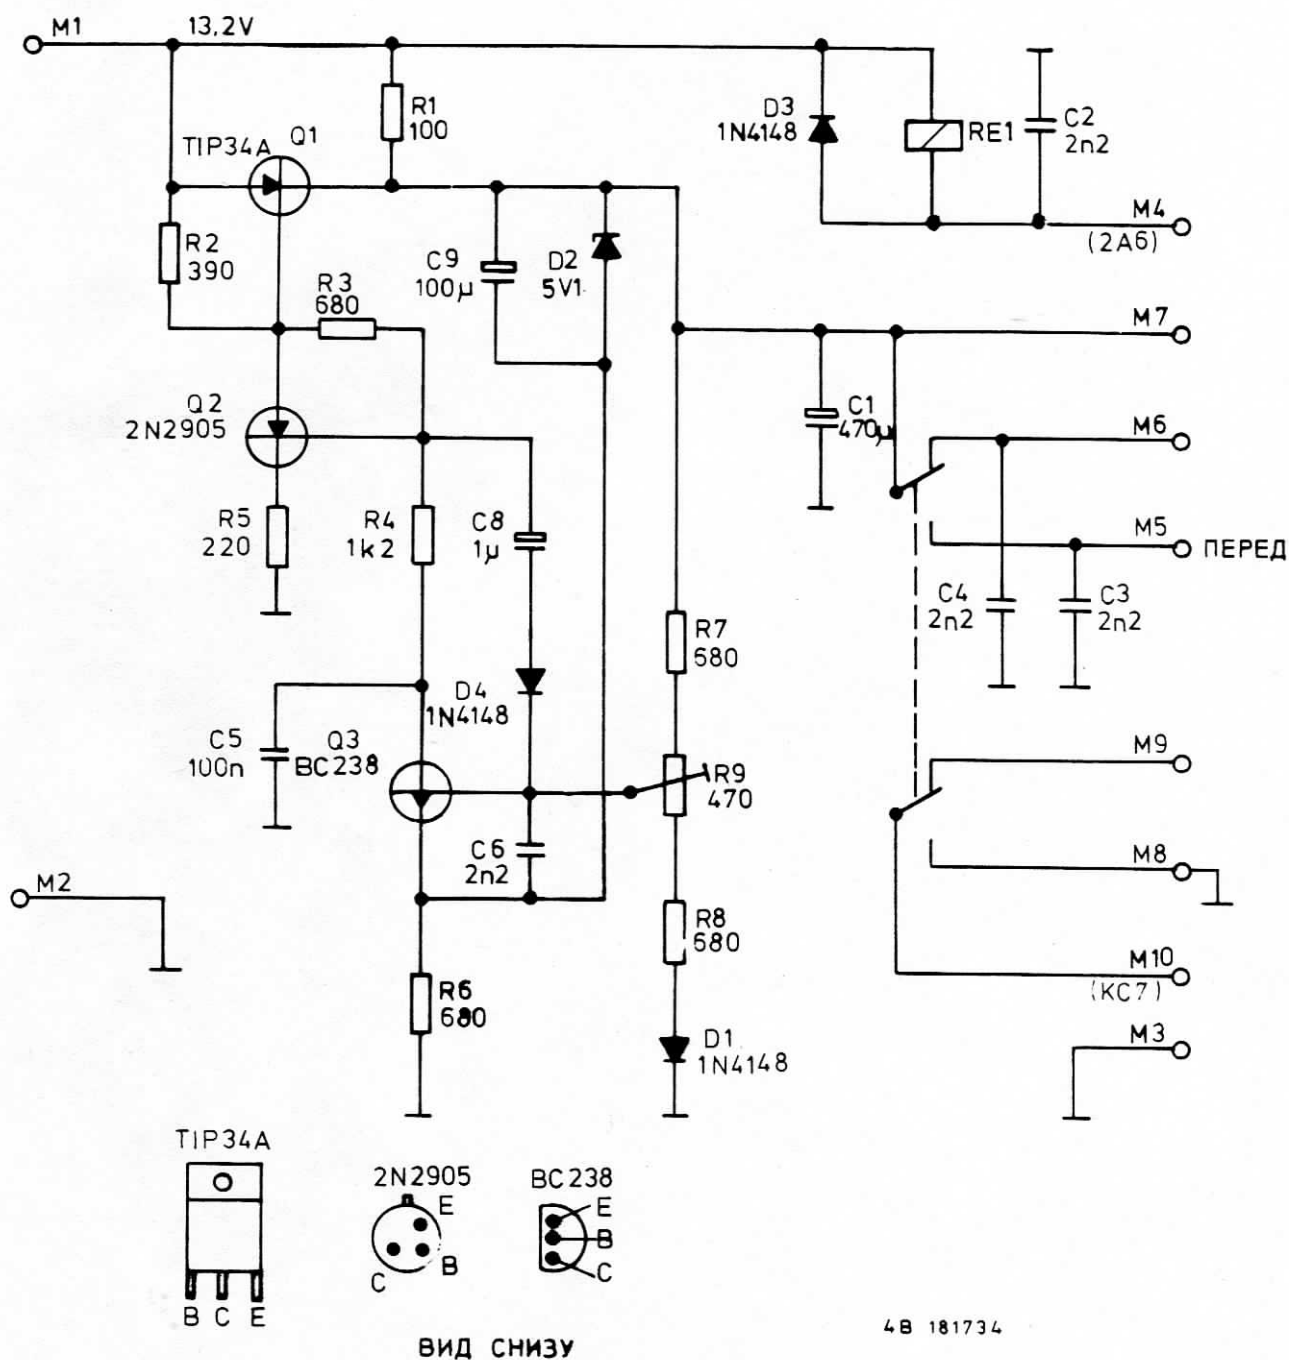 M1
13,2V
R1
100
Q1
TIP34A
D3
1N4148
RE1
C2
2n2
M4
(2A6)
R2
390
R3
680
C9
100µ
D2
5V1
M7
Q2
2N2905
C1
470µ
M6
R5
220
R4
1k2
C8
1µ
M5
ПЕРЕД
C4
2n2
C3
2n2
R7
680
D4
1N4148
C5
100n
Q3
BC238
R9
470
M9
C6
2n2
M8
M2
R8
680
M10
(KC7)
R6
680
D1
1N4148
M3
TIP34A
B C E
2N2905
E
B
C
BC238
E
B
C
ВИД СНИЗУ
4B 181734